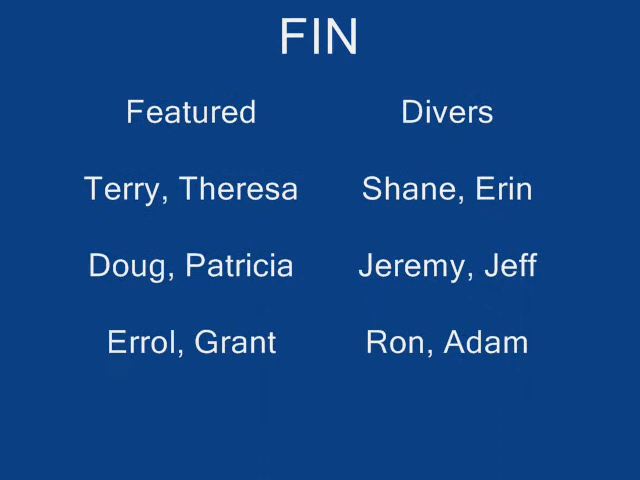 FIN
Featured Divers
Terry, Theresa Shane, Erin
Doug, Patricia Jeremy, Jeff
Errol, Grant Ron, Adam